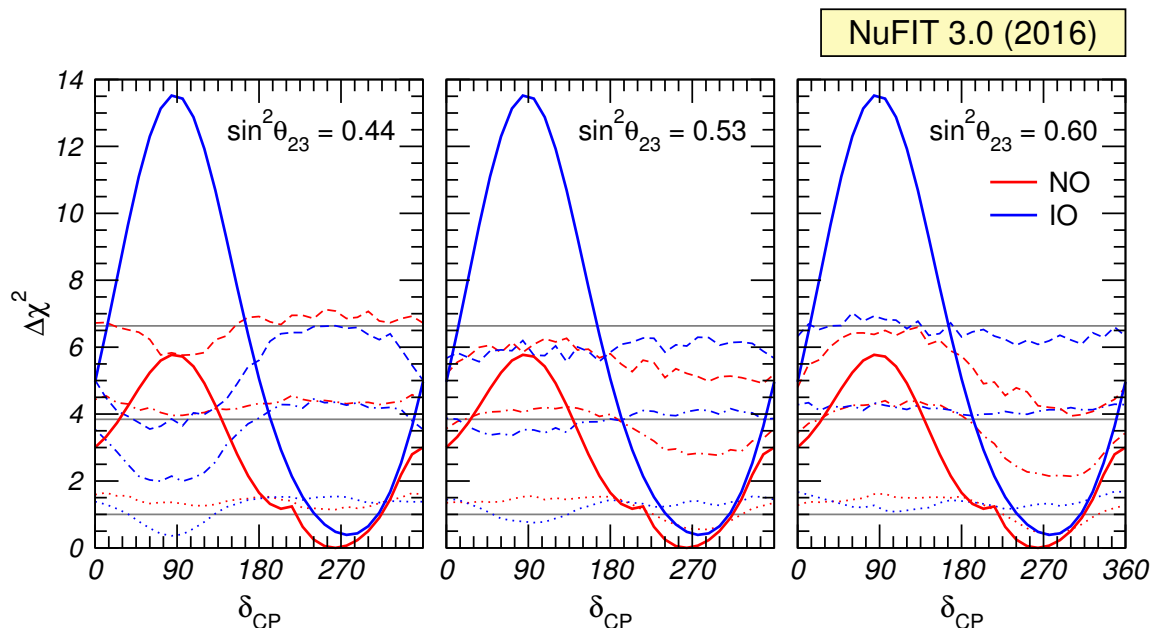 NuFIT 3.0 (2016)
Δχ²
14
12
10
8
6
4
2
0
sin²θ₂₃ = 0.44
sin²θ₂₃ = 0.53
sin²θ₂₃ = 0.60
NO
IO
0 90 180 270
0 90 180 270
0 90 180 270 360
δCP
δCP
δCP